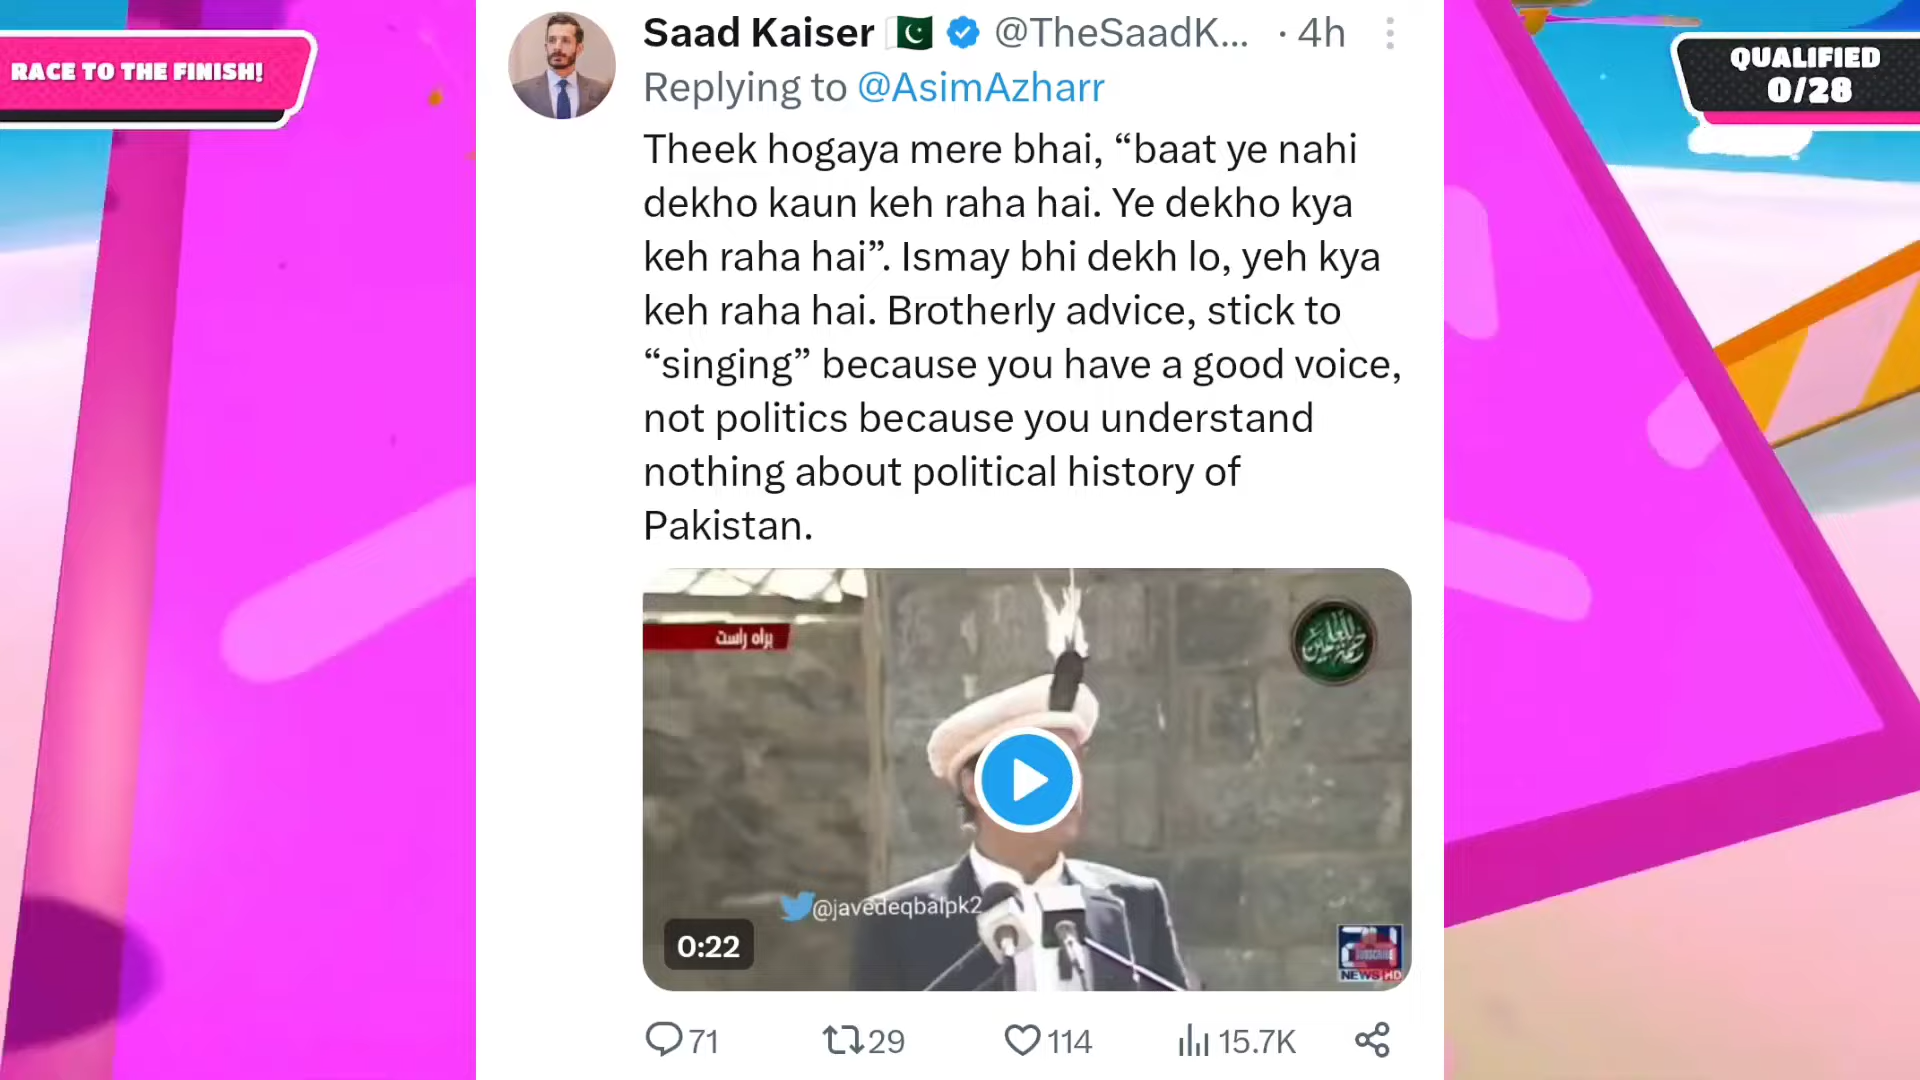 RACE TO THE FINISH!
QUALIFIED
0/28
Saad Kaiser 🇵🇰 @TheSaadK... · 4h
Replying to @AsimAzharr
Theek hogaya mere bhai, “baat ye nahi
dekho kaun keh raha hai. Ye dekho kya
keh raha hai”. Ismay bhi dekh lo, yeh kya
keh raha hai. Brotherly advice, stick to
“singing” because you have a good voice,
not politics because you understand
nothing about political history of
Pakistan.
براہ راست
رحمۃ للعالمین
@javedeqbalpk2
0:22
SUBSCRIBE
NEWS HD
71 29 114 15.7K